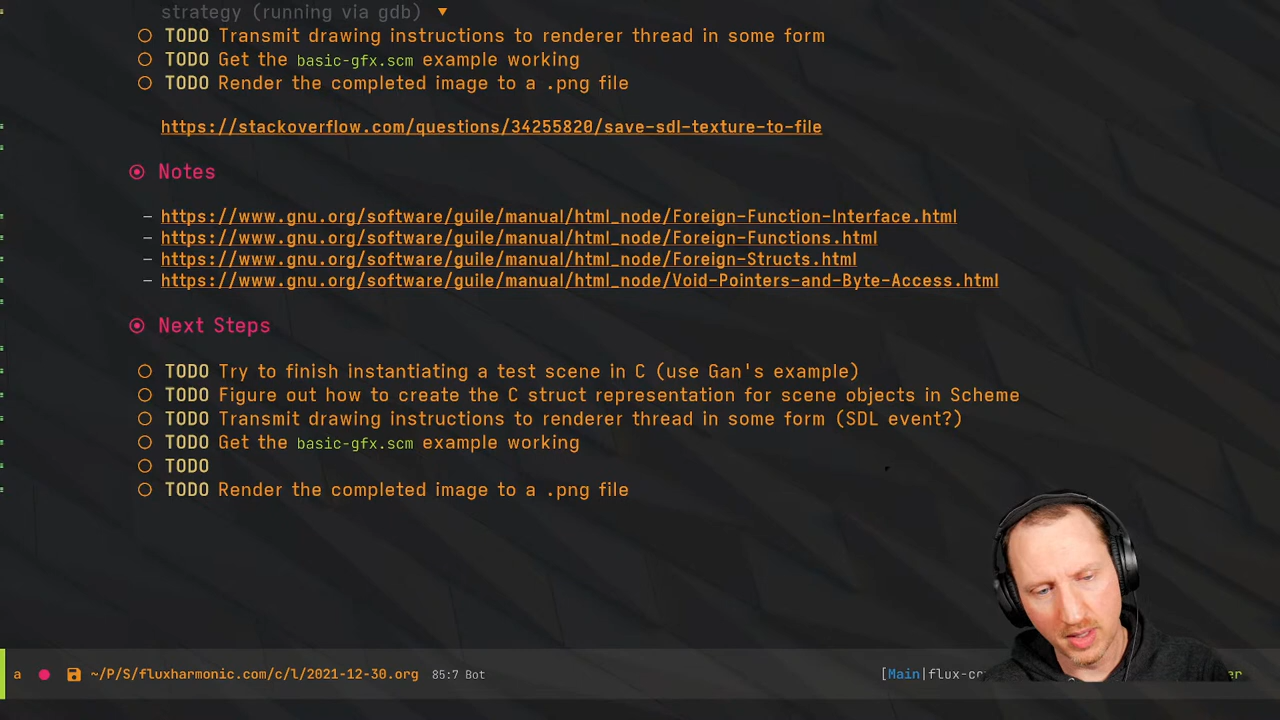 strategy (running via gdb) ▼
TODO Transmit drawing instructions to renderer thread in some form
TODO Get the basic-gfx.scm example working
TODO Render the completed image to a .png file
https://stackoverflow.com/questions/34255820/save-sdl-texture-to-file
Notes
– https://www.gnu.org/software/guile/manual/html_node/Foreign-Function-Interface.html
– https://www.gnu.org/software/guile/manual/html_node/Foreign-Functions.html
– https://www.gnu.org/software/guile/manual/html_node/Foreign-Structs.html
– https://www.gnu.org/software/guile/manual/html_node/Void-Pointers-and-Byte-Access.html
Next Steps
TODO Try to finish instantiating a test scene in C (use Gan's example)
TODO Figure out how to create the C struct representation for scene objects in Scheme
TODO Transmit drawing instructions to renderer thread in some form (SDL event?)
TODO Get the basic-gfx.scm example working
TODO
TODO Render the completed image to a .png file
a ~/P/S/fluxharmonic.com/c/l/2021-12-30.org 85:7 Bot [Main|flux-co